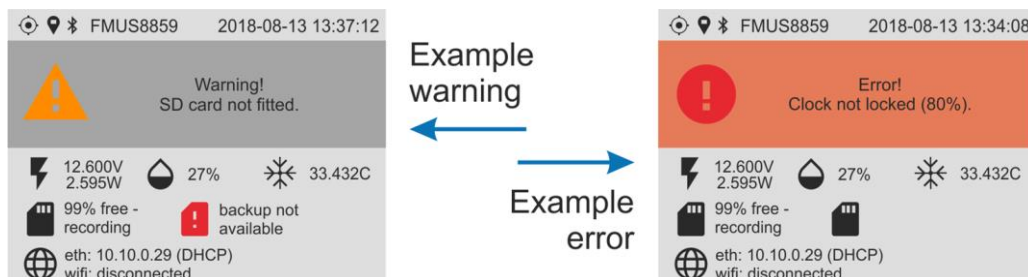 FMUS8859 2018-08-13 13:37:12
Warning!
SD card not fitted.
12.600V
2.595W
27%
33.432C
99% free -
recording
backup not
available
eth: 10.10.0.29 (DHCP)
wifi: disconnected
Example
warning
Example
error
FMUS8859 2018-08-13 13:34:08
Error!
Clock not locked (80%).
12.600V
2.595W
27%
33.432C
99% free -
recording
eth: 10.10.0.29 (DHCP)
wifi: disconnected